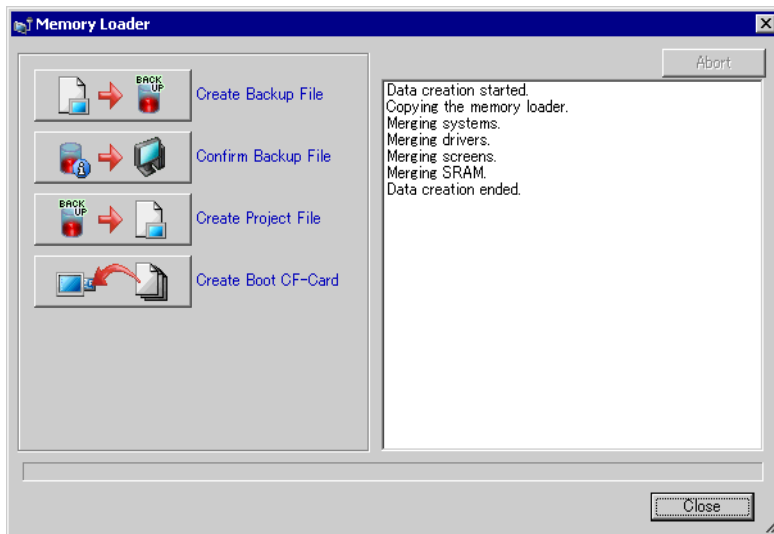 Memory Loader
BACK
UP
Create Backup File
Confirm Backup File
BACK
UP
Create Project File
Create Boot CF-Card
Abort
Data creation started.
Copying the memory loader.
Merging systems.
Merging drivers.
Merging screens.
Merging SRAM.
Data creation ended.
Close